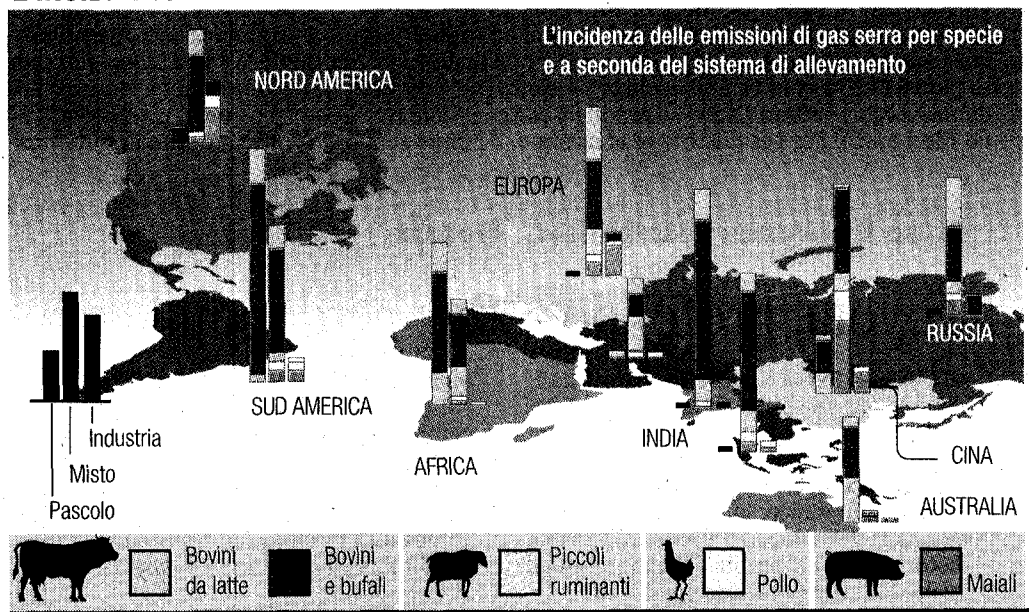 L'incidenza delle emissioni di gas serra per specie
e a seconda del sistema di allevamento
NORD AMERICA
EUROPA
RUSSIA
SUD AMERICA
AFRICA
INDIA
CINA
AUSTRALIA
Industria
Misto
Pascolo
Bovini
da latte
Bovini
e bufali
Piccoli
ruminanti
Pollo
Maiali